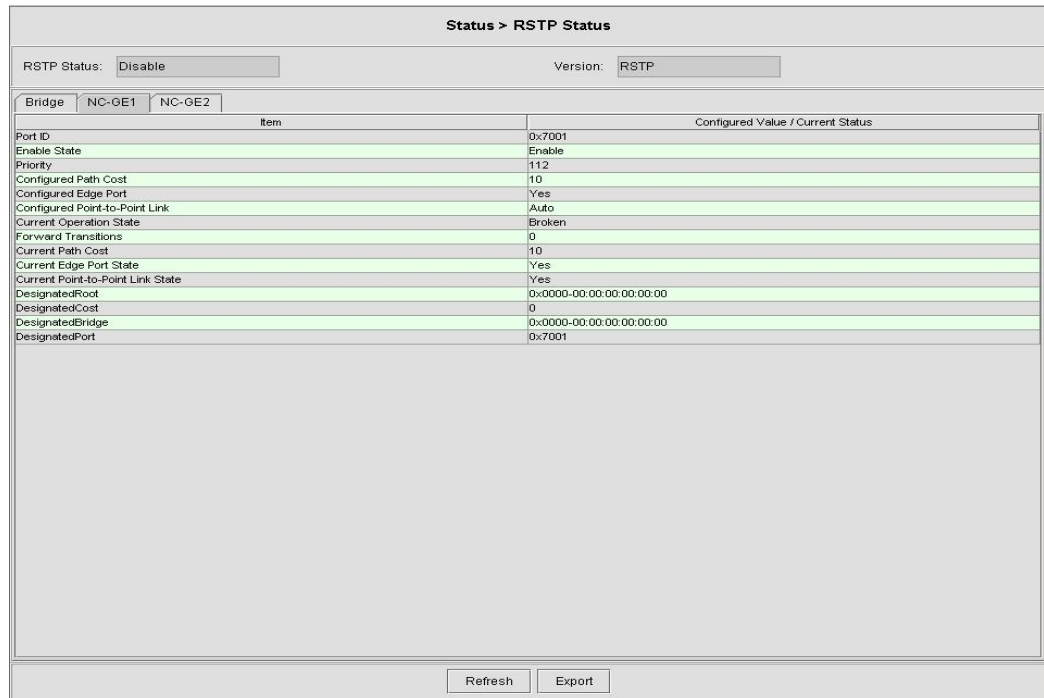 Status > RSTP Status
RSTP Status: Disable Version: RSTP
Bridge NC-GE1 NC-GE2
Item Configured Value / Current Status
Port ID 0x7001
Enable State Enable
Priority 112
Configured Path Cost 10
Configured Edge Port Yes
Configured Point-to-Point Link Auto
Current Operation State Broken
Forward Transitions 0
Current Path Cost 10
Current Edge Port State Yes
Current Point-to-Point Link State Yes
DesignatedRoot 0x0000-00:00:00:00:00:00
DesignatedCost 0
DesignatedBridge 0x0000-00:00:00:00:00:00
DesignatedPort 0x7001
Refresh Export